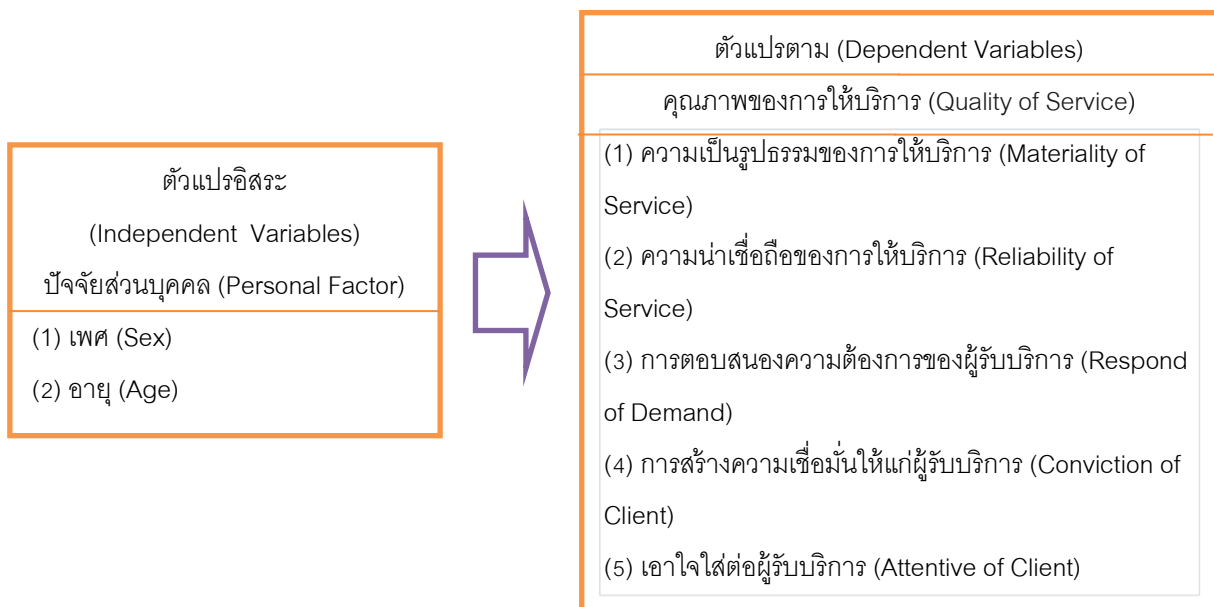 ตัวแปรอิสระ
(Independent Variables)
ปัจจัยส่วนบุคคล (Personal Factor)
(1) เพศ (Sex)
(2) อายุ (Age)
ตัวแปรตาม (Dependent Variables)
คุณภาพของการให้บริการ (Quality of Service)
(1) ความเป็นรูปธรรมของการให้บริการ (Materiality of
Service)
(2) ความน่าเชื่อถือของการให้บริการ (Reliability of
Service)
(3) การตอบสนองความต้องการของผู้รับบริการ (Respond
of Demand)
(4) การสร้างความเชื่อมั่นให้แก่ผู้รับบริการ (Conviction of
Client)
(5) เอาใจใส่ต่อผู้รับบริการ (Attentive of Client)